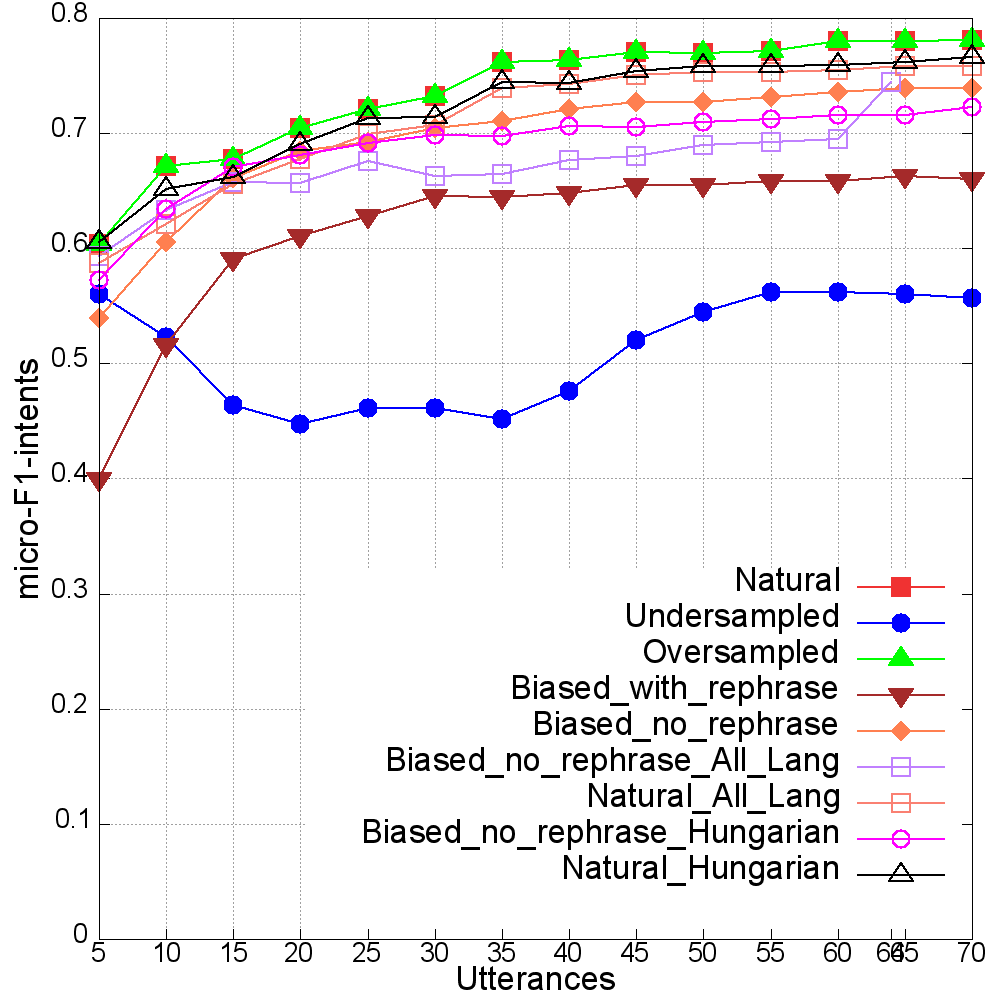 0.8
0.7
0.6
0.5
0.4
0.3
0.2
0.1
0
micro-F1-intents
Natural
Undersampled
Oversampled
Biased_with_rephrase
Biased_no_rephrase
Biased_no_rephrase_All_Lang
Natural_All_Lang
Biased_no_rephrase_Hungarian
Natural_Hungarian
5 10 15 20 25 30 35 40 45 50 55 60 64 65 70
Utterances